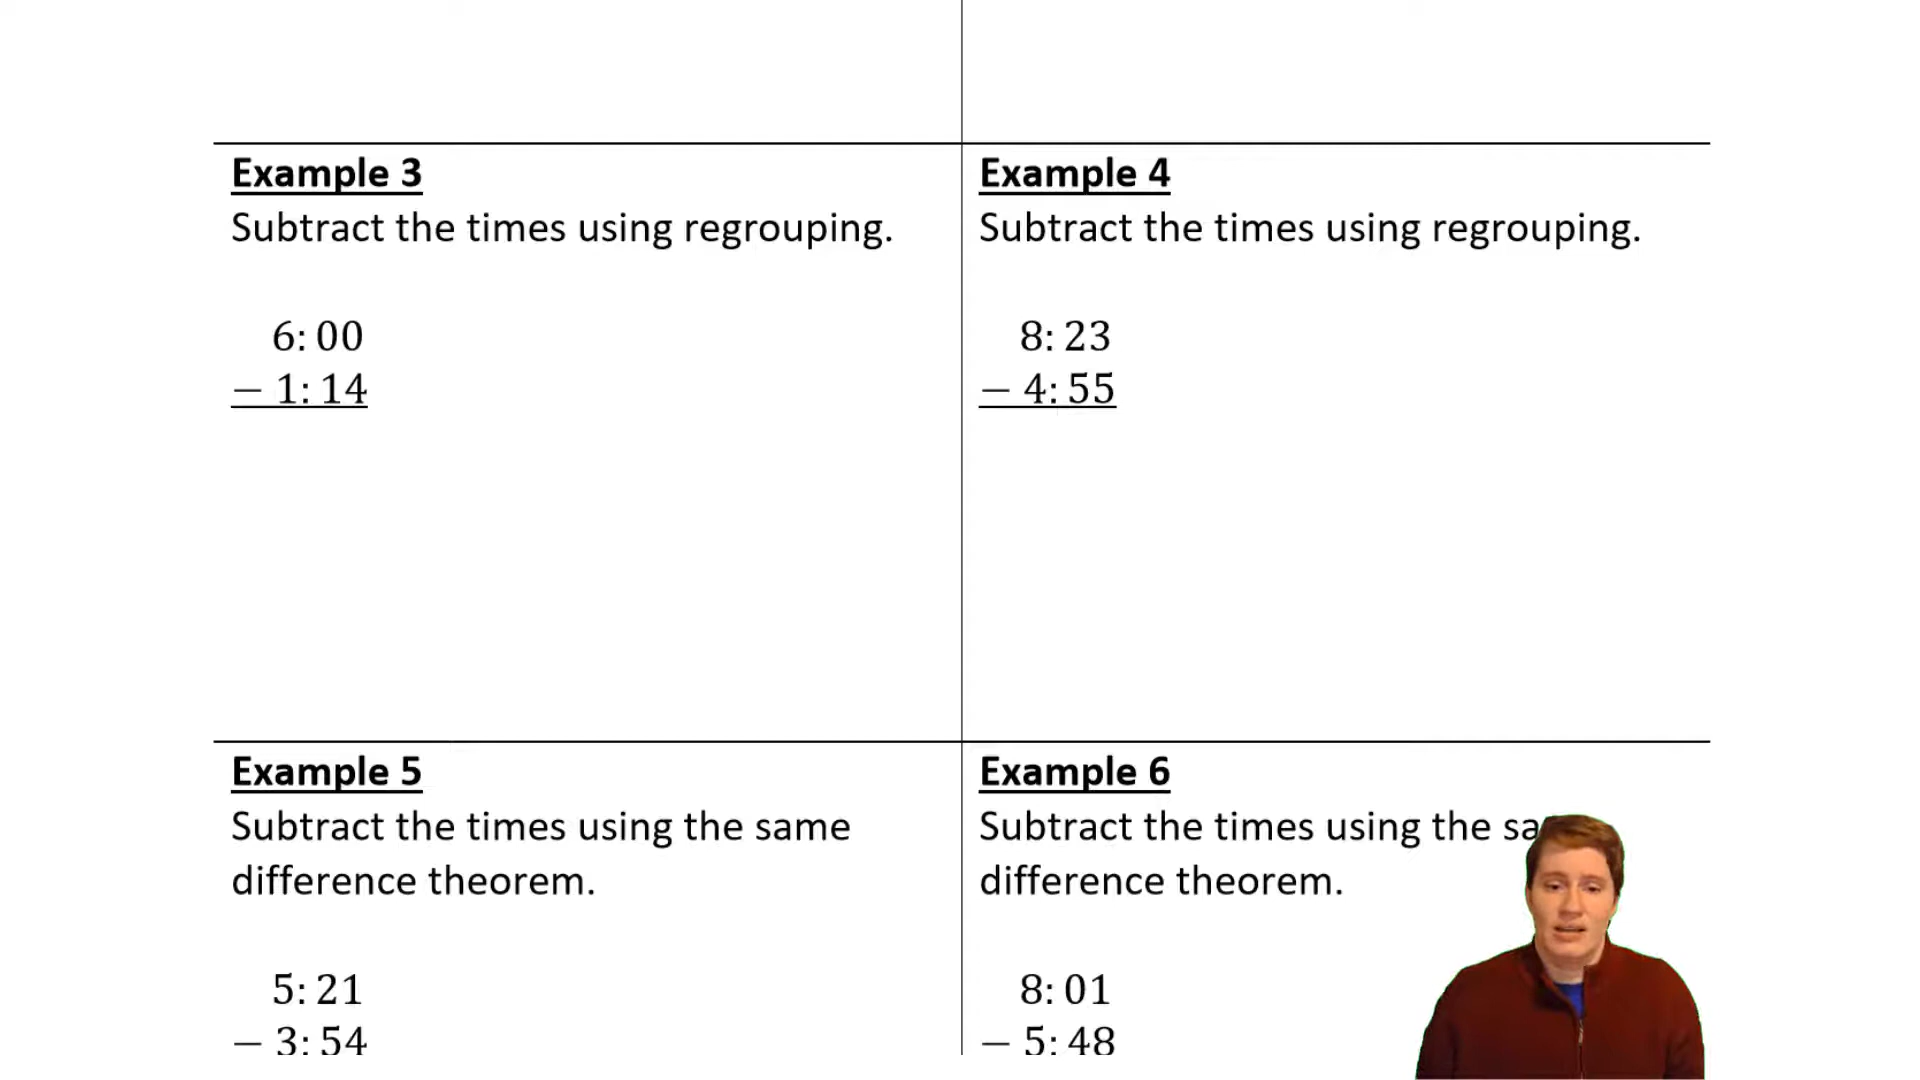 Example 3
Subtract the times using regrouping.
6:00
− 1:14
Example 4
Subtract the times using regrouping.
8:23
− 4:55
Example 5
Subtract the times using the same
difference theorem.
5:21
− 3:54
Example 6
Subtract the times using the
difference theorem.
8:01
− 5:48